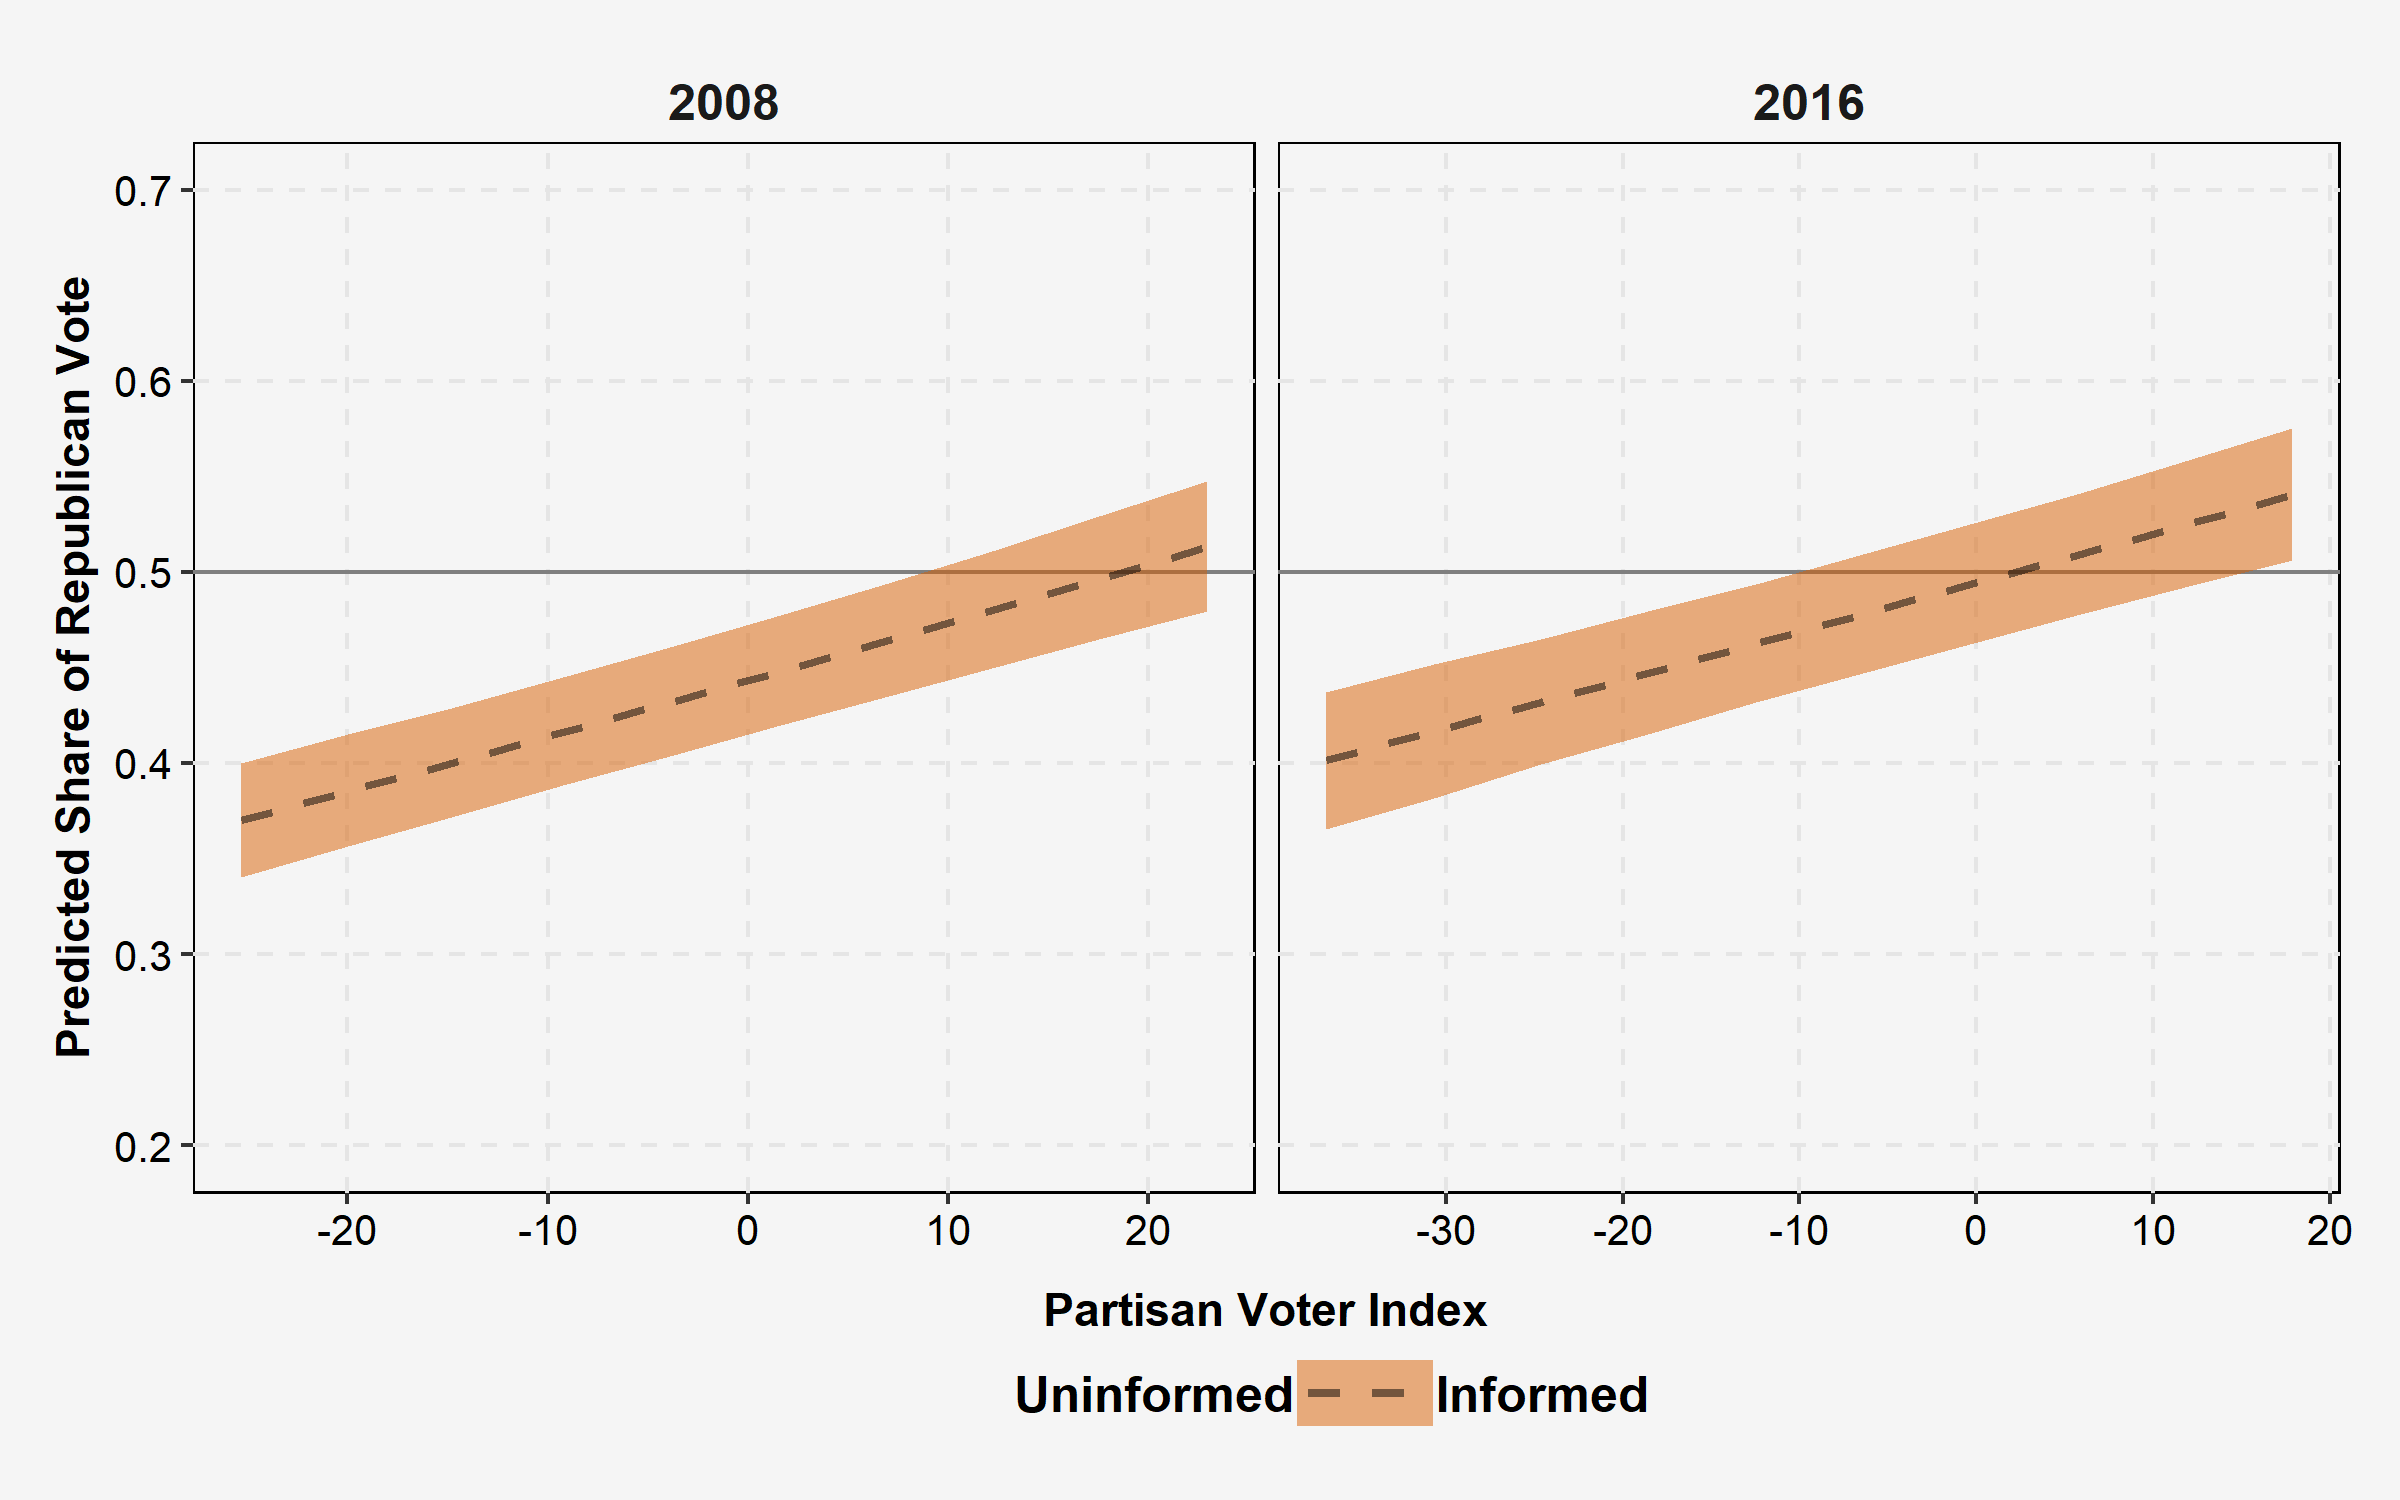 2008 2016
Predicted Share of Republican Vote
0.7
0.6
0.5
0.4
0.3
0.2
-20 -10 0 10 20 -30 -20 -10 0 10 20
Partisan Voter Index
Uninformed Informed